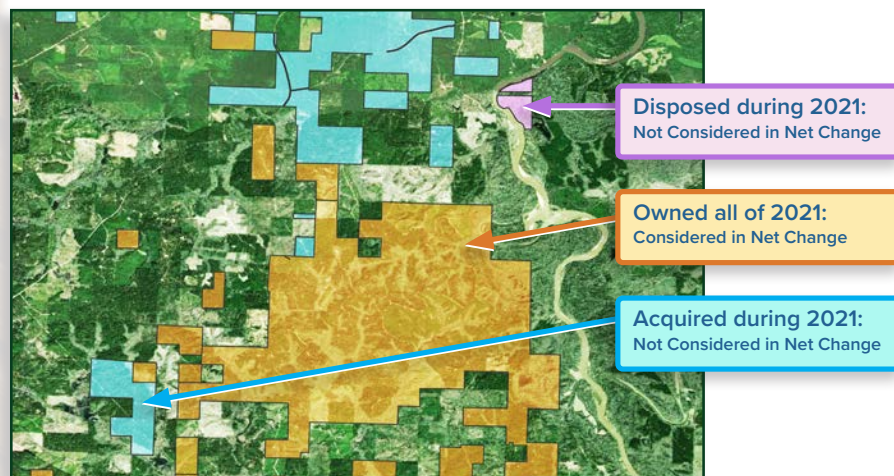 Disposed during 2021:
Not Considered in Net Change
Owned all of 2021:
Considered in Net Change
Acquired during 2021:
Not Considered in Net Change